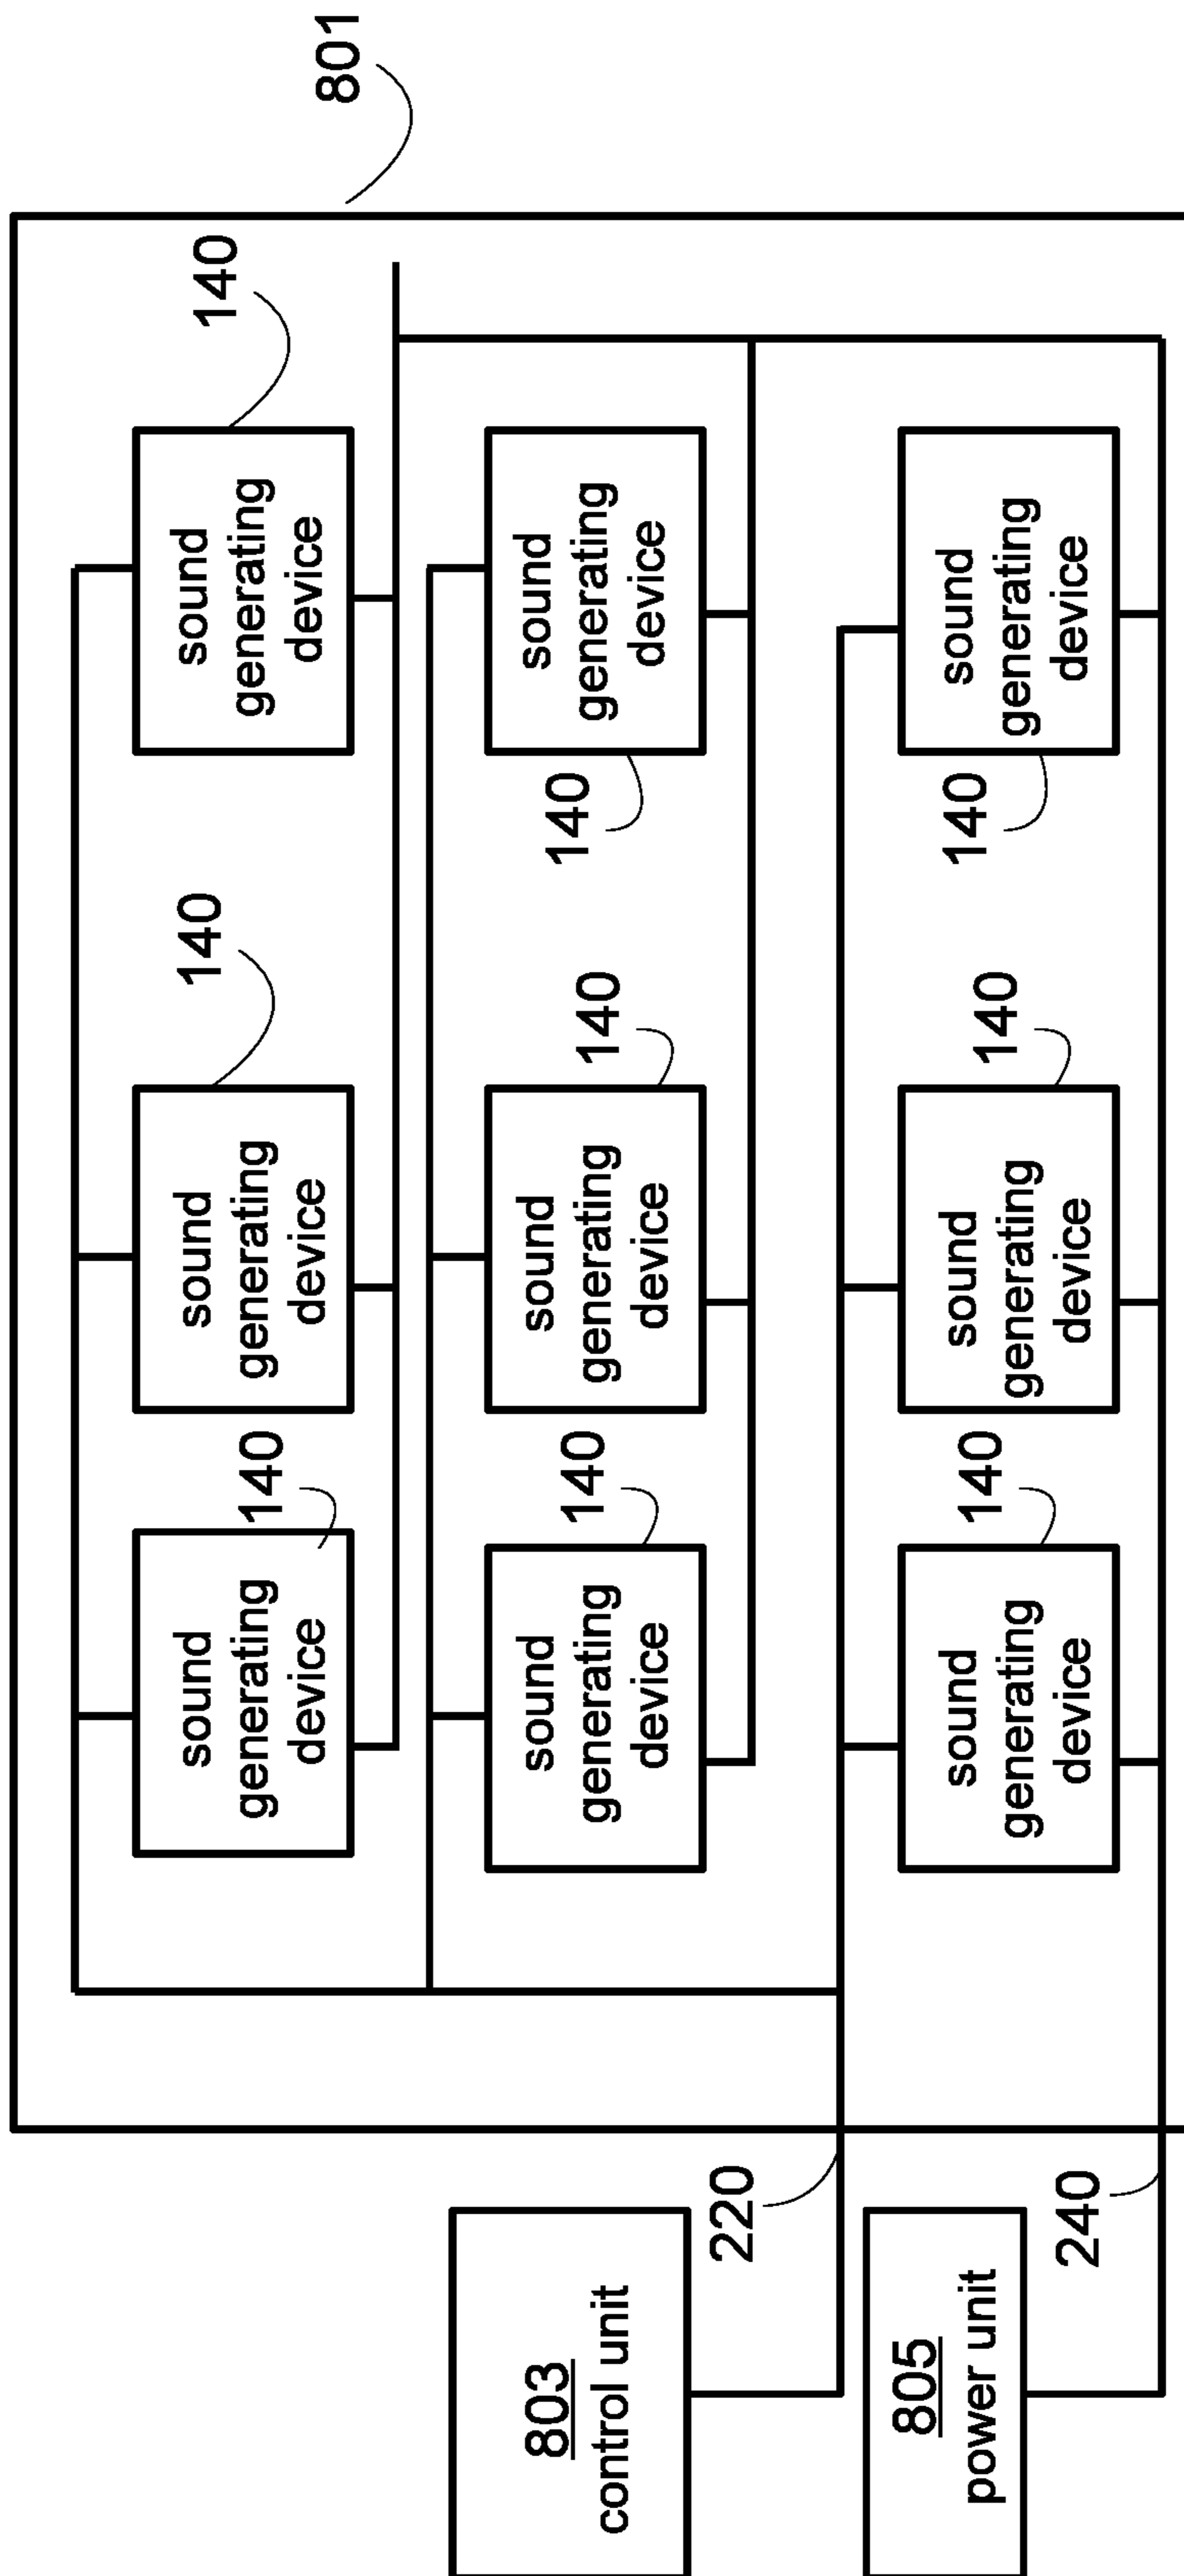 801
140
sound
generating
device
140
sound
generating
device
140
sound
generating
device
sound
generating
device
140
140
sound
generating
device
140
sound
generating
device
sound
generating
device
140
140
sound
generating
device
140
sound
generating
device
803
control unit
220
805
power unit
240